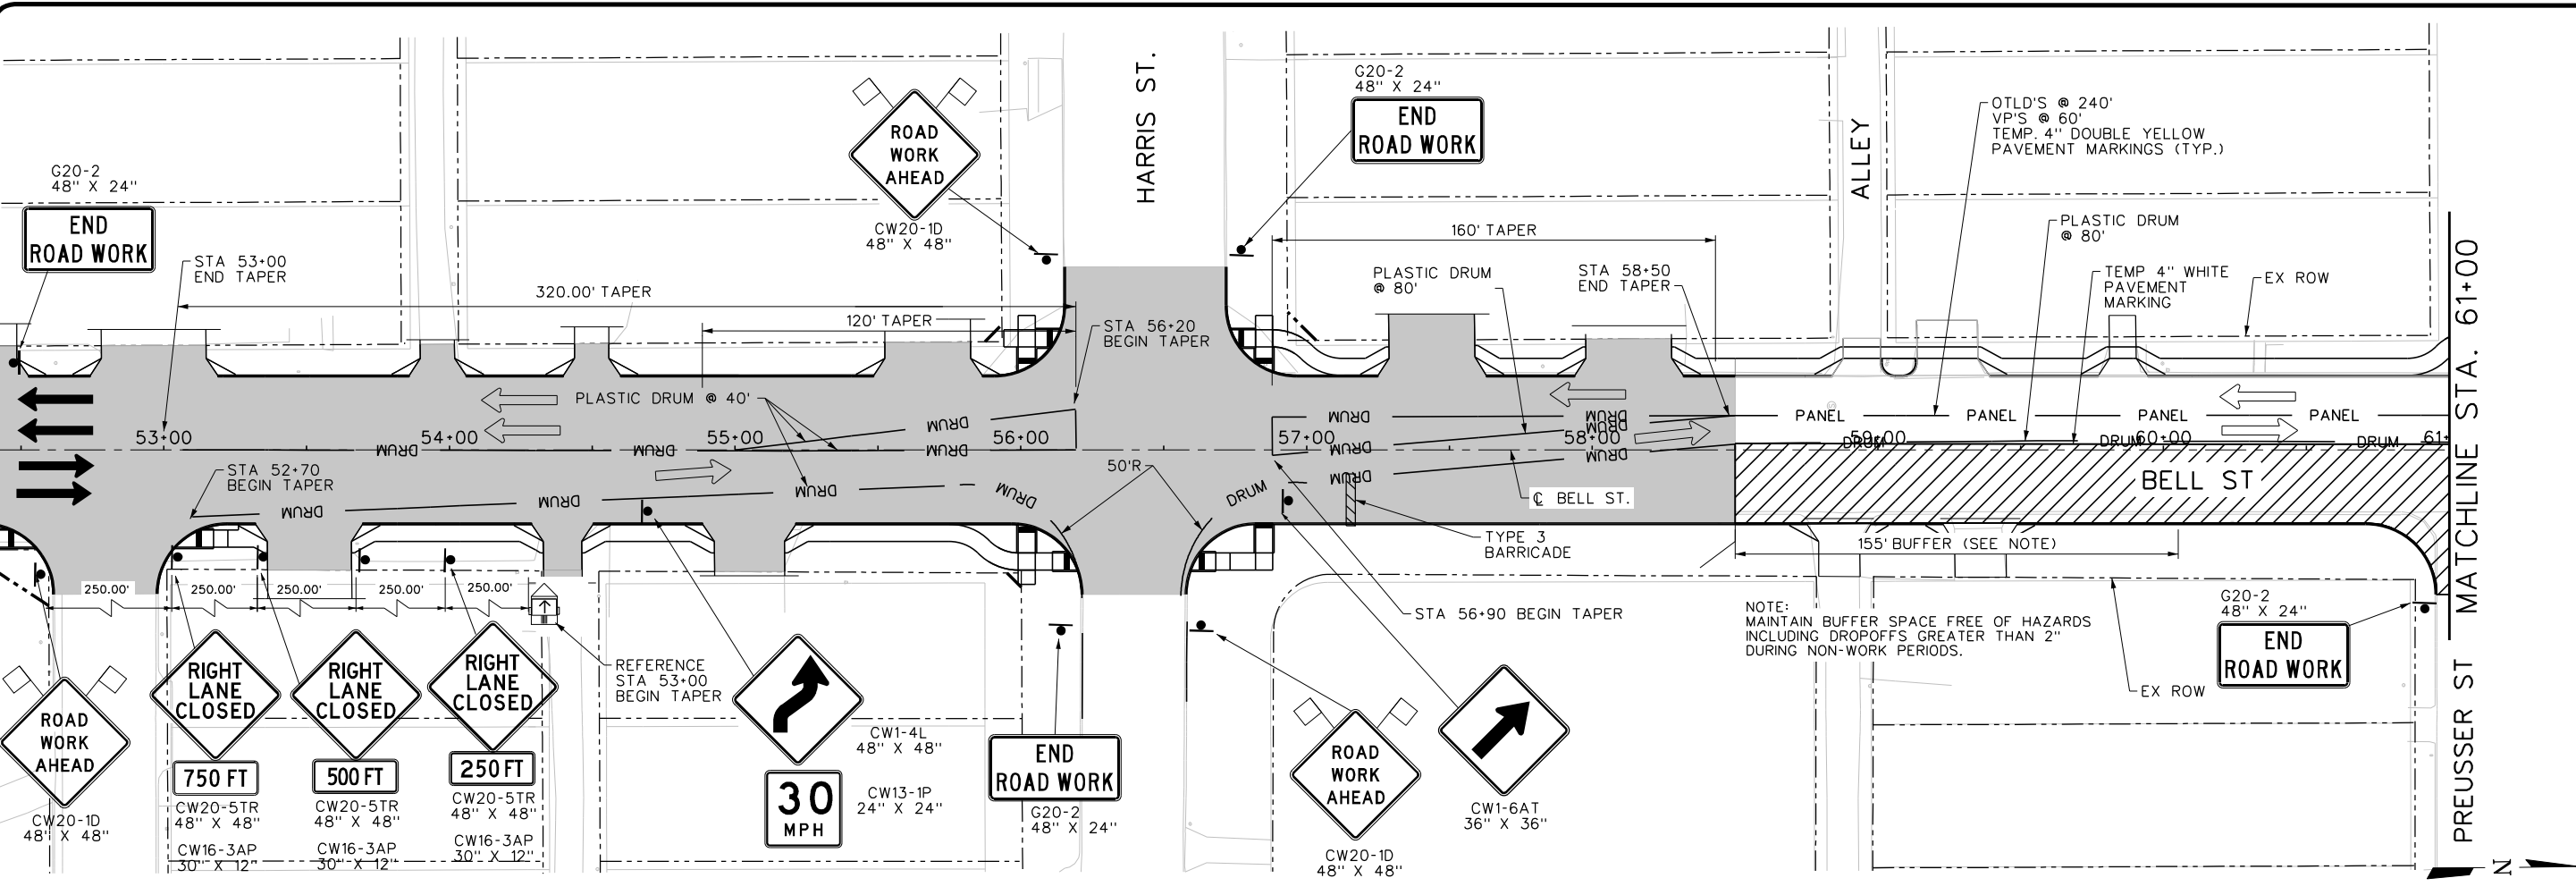 G20-2
48" X 24"
END
ROAD WORK
STA 53+00
END TAPER
320.00' TAPER
120' TAPER
ROAD
WORK
AHEAD
CW20-1D
48" X 48"
HARRIS ST.
STA 56+20
BEGIN TAPER
G20-2
48" X 24"
END
ROAD WORK
160' TAPER
PLASTIC DRUM
@ 80'
STA 58+50
END TAPER
ALLEY
OTLD'S @ 240'
VP'S @ 60'
TEMP. 4" DOUBLE YELLOW
PAVEMENT MARKINGS (TYP.)
PLASTIC DRUM
@ 80'
TEMP 4" WHITE
PAVEMENT
MARKING
EX ROW
MATCHLINE STA. 61+00
PLASTIC DRUM @ 40'
DRUM
DRUM
DRUM
DRUM
PANEL
PANEL
PANEL
PANEL
53+00
54+00
55+00
56+00
57+00
58+00
59+00
60+00
61+
DRUM
DRUM
DRUM
DRUM
DRUM
DRUM
DRUM
DRUM
STA 52+70
BEGIN TAPER
DRUM
DRUM
DRUM
DRUM
50'R
DRUM
DRUM
℄ BELL ST.
BELL ST
TYPE 3
BARRICADE
155' BUFFER (SEE NOTE)
250.00'
250.00'
250.00'
250.00'
250.00'
STA 56+90 BEGIN TAPER
NOTE:
MAINTAIN BUFFER SPACE FREE OF HAZARDS
INCLUDING DROPOFFS GREATER THAN 2"
DURING NON-WORK PERIODS.
G20-2
48" X 24"
END
ROAD WORK
EX ROW
REFERENCE
STA 53+00
BEGIN TAPER
ROAD
WORK
AHEAD
CW20-1D
48" X 48"
RIGHT
LANE
CLOSED
750 FT
CW20-5TR
48" X 48"
CW16-3AP
30" X 12"
RIGHT
LANE
CLOSED
500 FT
CW20-5TR
48" X 48"
CW16-3AP
30" X 12"
RIGHT
LANE
CLOSED
250 FT
CW20-5TR
48" X 48"
CW16-3AP
30" X 12"
30
MPH
CW1-4L
48" X 48"
CW13-1P
24" X 24"
END
ROAD WORK
G20-2
48" X 24"
ROAD
WORK
AHEAD
CW20-1D
48" X 48"
CW1-6AT
36" X 36"
PREUSSER ST
N